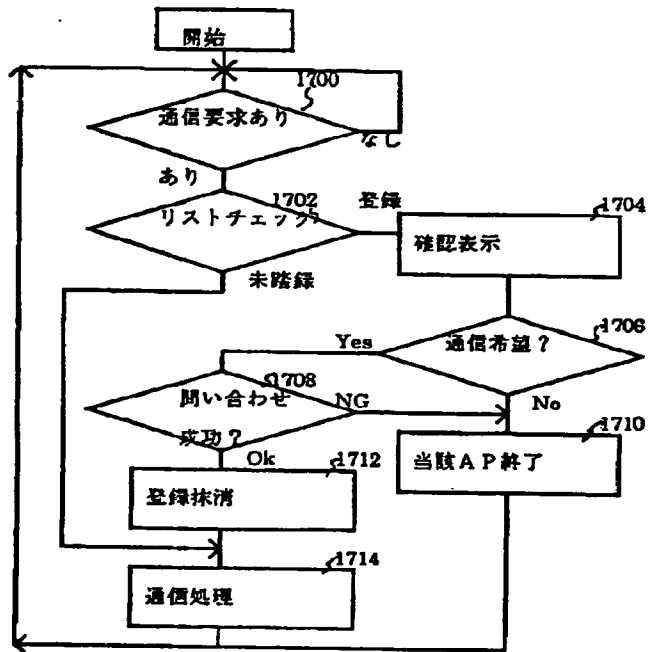 開始
1700
通信要求あり
なし
あり
1702
登録
1704
リストチェック
確認表示
未踏録
1706
Yes
通信希望？
1708
問い合わせ
NG
No
1710
成功？
Ok
1712
当該ＡＰ終了
登録抹消
1714
通信処理